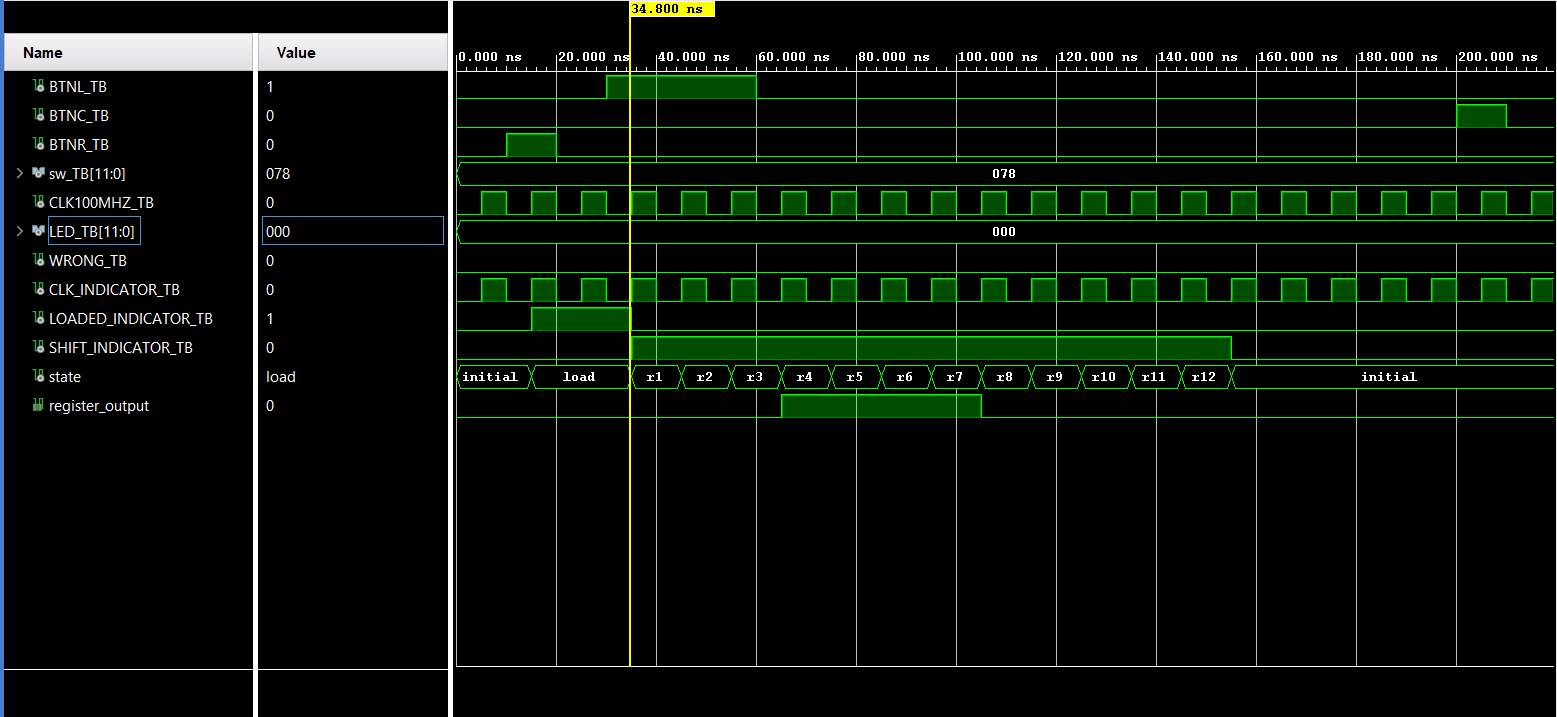 34.800 ns
Name Value
0.000 ns 20.000 ns 40.000 ns 60.000 ns 80.000 ns 100.000 ns 120.000 ns 140.000 ns 160.000 ns 180.000 ns 200.000 ns
BTNL_TB 1
BTNC_TB 0
BTNR_TB 0
sw_TB[11:0] 078 078
CLK100MHZ_TB 0
LED_TB[11:0] 000 000
WRONG_TB 0
CLK_INDICATOR_TB 0
LOADED_INDICATOR_TB 1
SHIFT_INDICATOR_TB 0
state load initial load r1 r2 r3 r4 r5 r6 r7 r8 r9 r10 r11 r12 initial
register_output 0